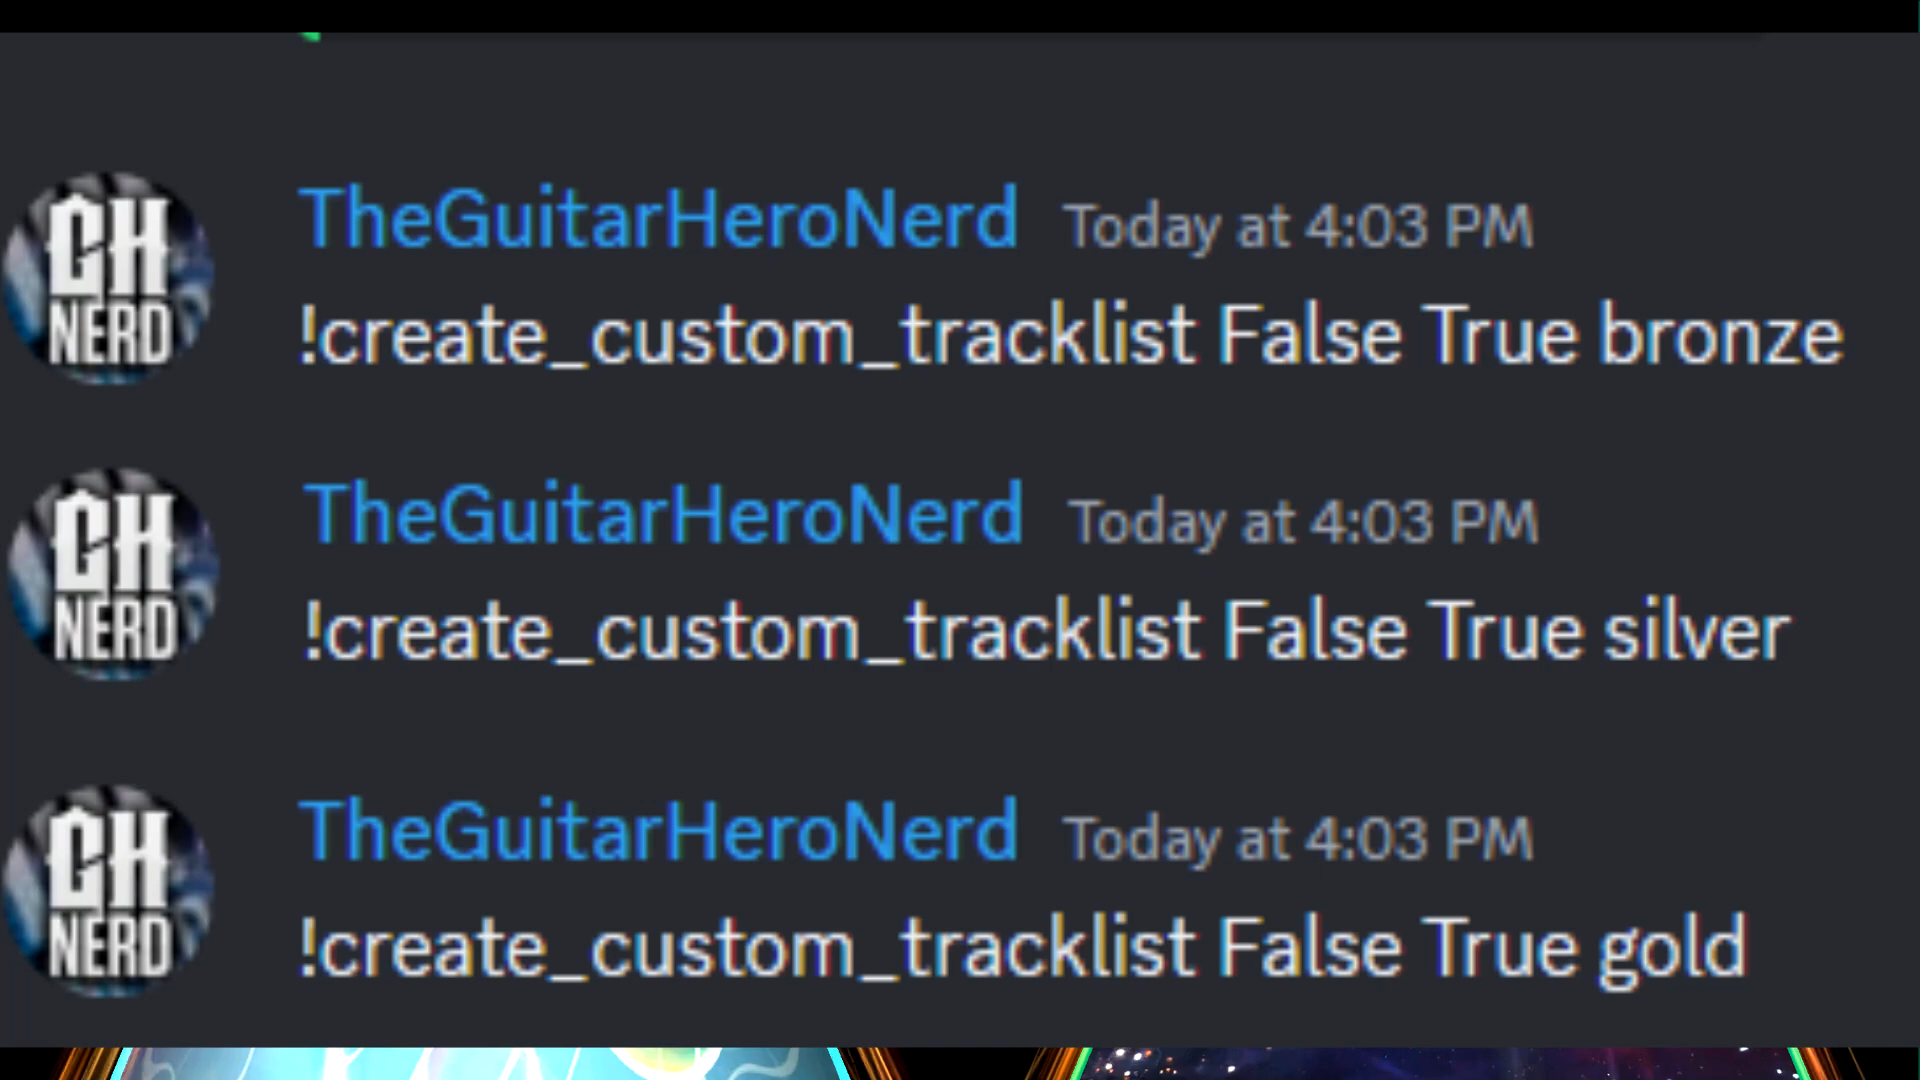 GH
NERD
TheGuitarHeroNerd Today at 4:03 PM
!create_custom_tracklist False True bronze
GH
NERD
TheGuitarHeroNerd Today at 4:03 PM
!create_custom_tracklist False True silver
GH
NERD
TheGuitarHeroNerd Today at 4:03 PM
!create_custom_tracklist False True gold